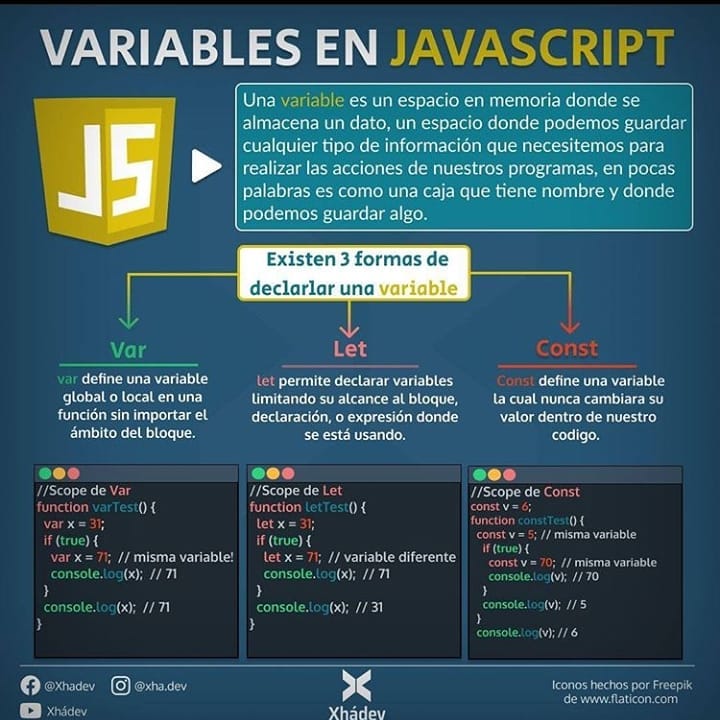 VARIABLES EN JAVASCRIPT
JS
Una variable es un espacio en memoria donde se
almacena un dato, un espacio donde podemos guardar
cualquier tipo de información que necesitemos para
realizar las acciones de nuestros programas, en pocas
palabras es como una caja que tiene nombre y donde
podemos guardar algo.
Existen 3 formas de
declarlar una variable
Var
var define una variable
global o local en una
función sin importar el
ámbito del bloque.
Let
let permite declarar variables
limitando su alcance al bloque,
declaración, o expresión donde
se está usando.
Const
Const define una variable
la cual nunca cambiara su
valor dentro de nuestro
codigo.
//Scope de Var
function varTest() {
var x = 31;
if (true) {
var x = 71; // misma variable!
console.log(x); // 71
}
console.log(x); // 71
}
//Scope de Let
function letTest() {
let x = 31;
if (true) {
let x = 71; // variable diferente
console.log(x); // 71
}
console.log(x); // 31
}
//Scope de Const
const v = 6;
function constTest() {
const v = 5; // misma variable
if (true) {
const v = 70; // misma variable
console.log(v); // 70
}
console.log(v); // 5
}
console.log(v); // 6
@Xhadev @xha.dev
Xhádev
Xhádev
Iconos hechos por Freepik
de www.flaticon.com